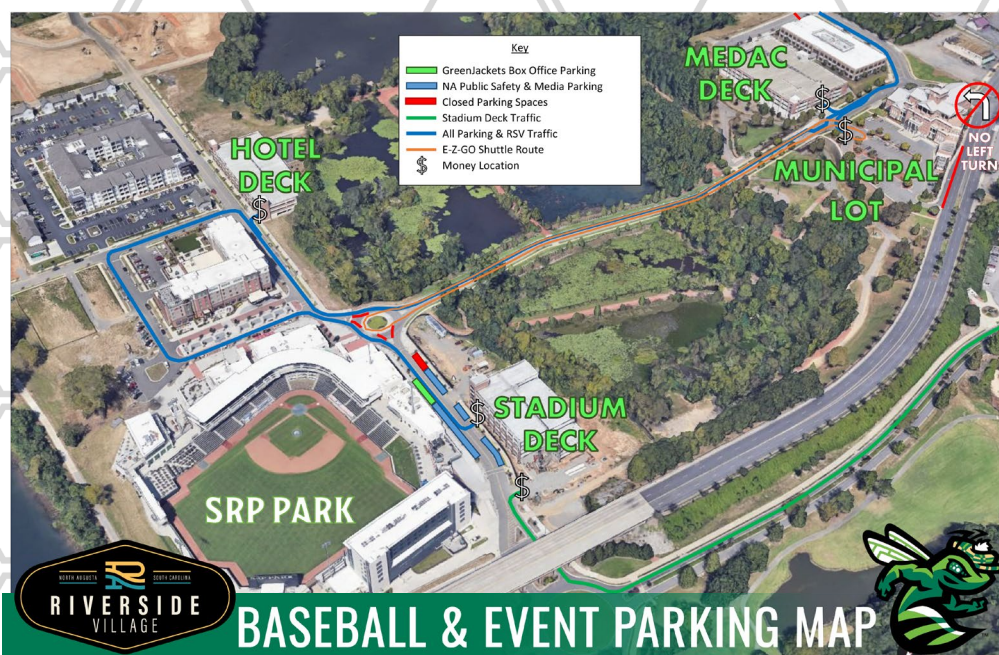 Key
GreenJackets Box Office Parking
NA Public Safety & Media Parking
Closed Parking Spaces
Stadium Deck Traffic
All Parking & RSV Traffic
E-Z-GO Shuttle Route
$ Money Location
MEDAC
DECK
$
$
NO
LEFT
TURN
HOTEL
DECK
$
MUNICIPAL
LOT
STADIUM
DECK
$
$
SRP PARK
NORTH AUGUSTA
SOUTH CAROLINA
RIVERSIDE
VILLAGE
BASEBALL & EVENT PARKING MAP